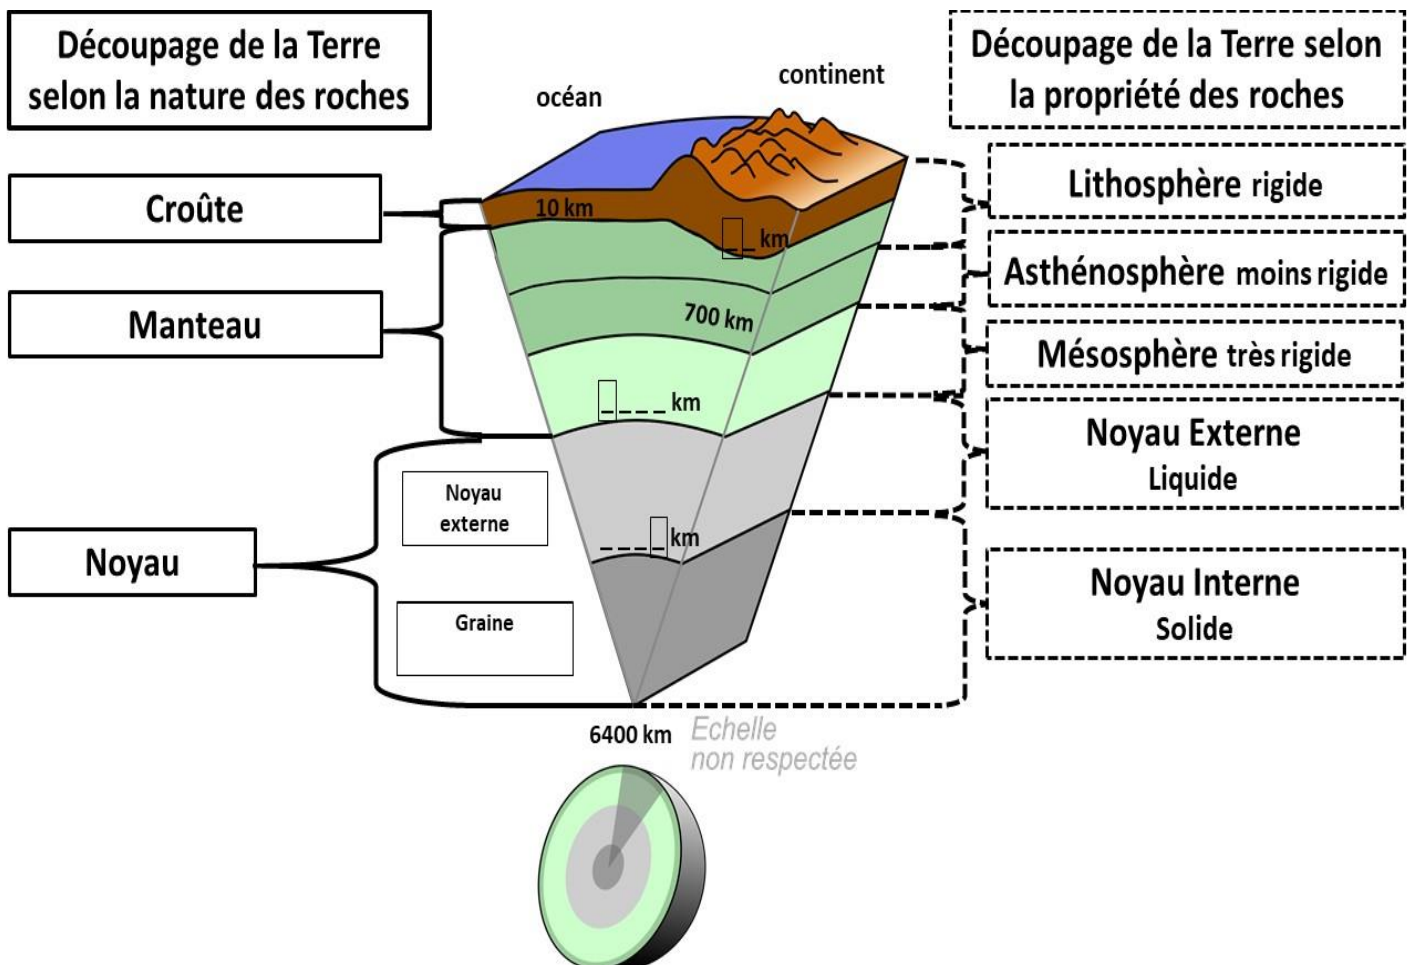 Découpage de la Terre
selon la nature des roches
Croûte
Manteau
Noyau
Noyau
externe
Graine
océan
continent
10 km
km
700 km
km
km
6400 km
Echelle
non respectée
Découpage de la Terre selon
la propriété des roches
Lithosphère rigide
Asthénosphère moins rigide
Mésosphère très rigide
Noyau Externe
Liquide
Noyau Interne
Solide